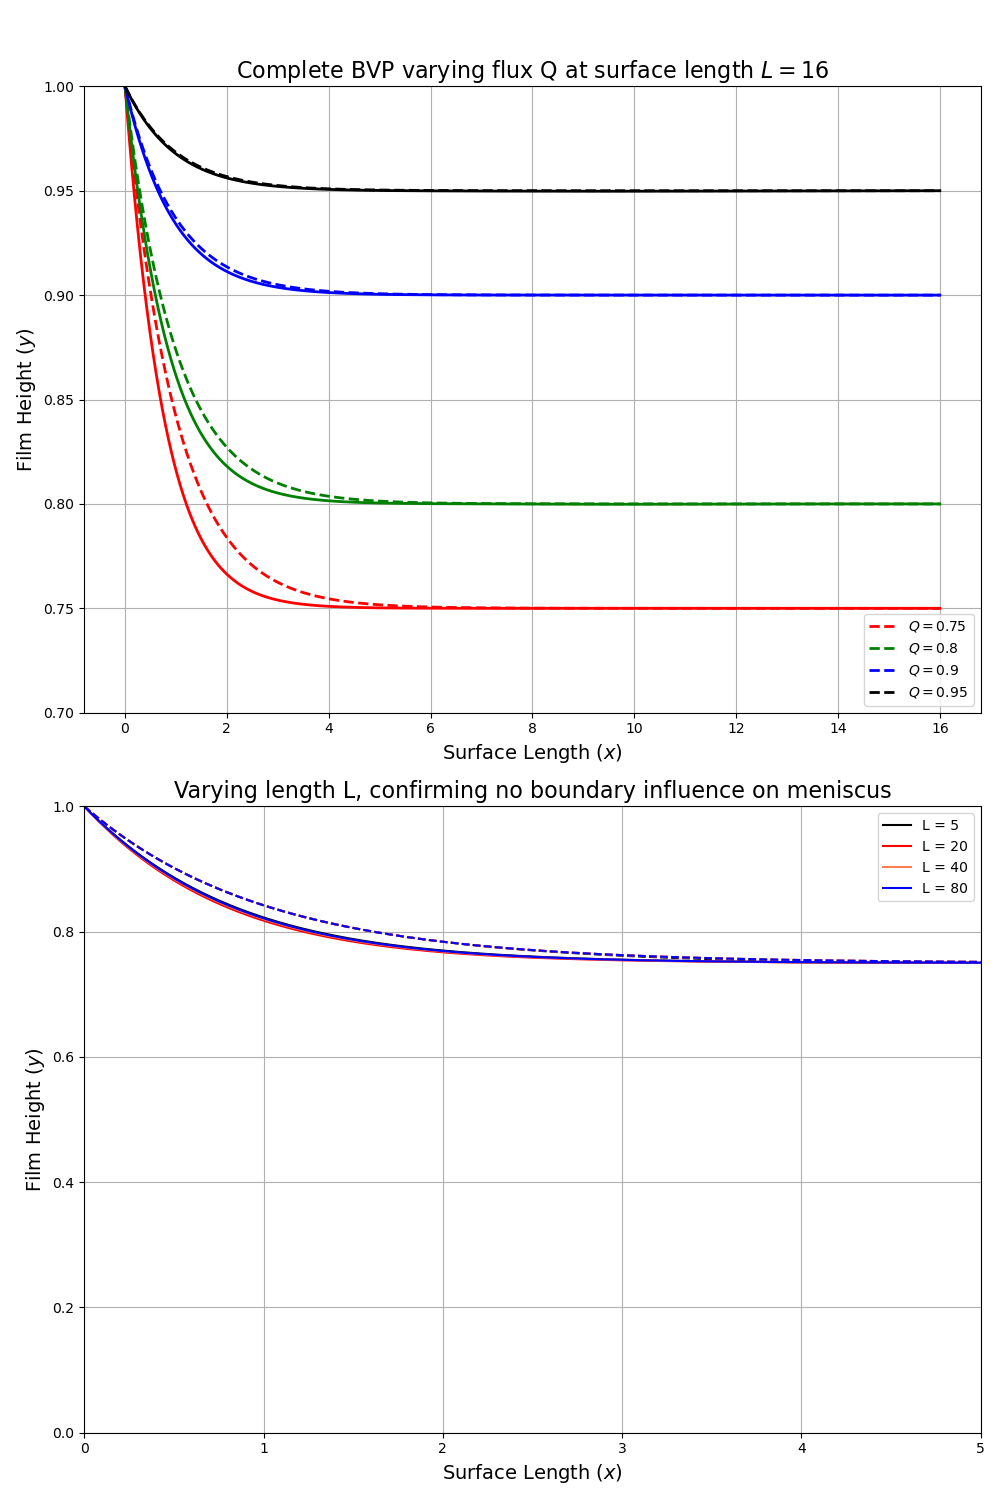 Complete BVP varying flux Q at surface length L = 16
1.00
0.95
0.90
0.85
0.80
0.75
0.70
Film Height (y)
Q = 0.75
Q = 0.8
Q = 0.9
Q = 0.95
0 2 4 6 8 10 12 14 16
Surface Length (x)
Varying length L, confirming no boundary influence on meniscus
1.0
0.8
0.6
0.4
0.2
0.0
Film Height (y)
L = 5
L = 20
L = 40
L = 80
0 1 2 3 4 5
Surface Length (x)